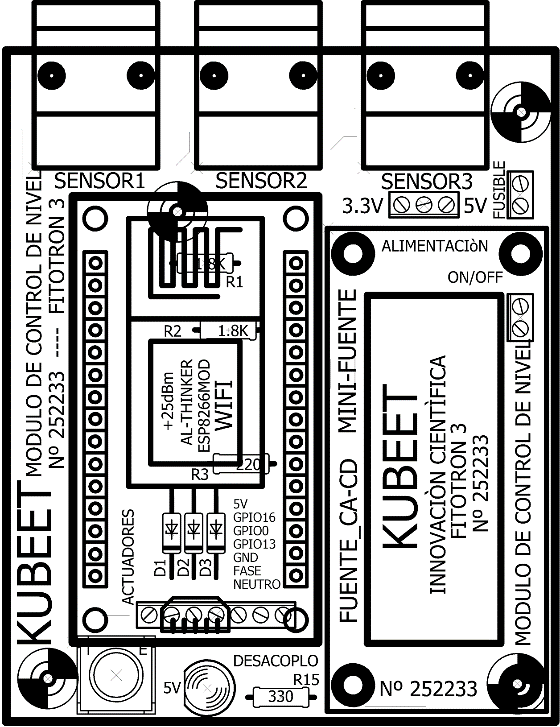 SENSOR1
SENSOR2
SENSOR3
3.3V
5V
FUSIBLE
MODULO DE CONTROL DE NIVEL
Nº 252233 ---- FITOTRON 3
KUBEET
1.8K
R1
R2
1.8K
+25dBm
AL-THINKER
ESP8266MOD
WIFI
R3
220
D1
D2
D3
ACTUADORES
5V
GPIO16
GPIO0
GPIO13
GND
FASE
NEUTRO
ALIMENTACIòN
ON/OFF
FUENTE_CA-CD MINI-FUENTE
KUBEET
INNOVACIÒN CIENTÌFICA
FITOTRON 3
Nº 252233
MODULO DE CONTROL DE NIVEL
Nº 252233
DESACOPLO
5V
R15
330